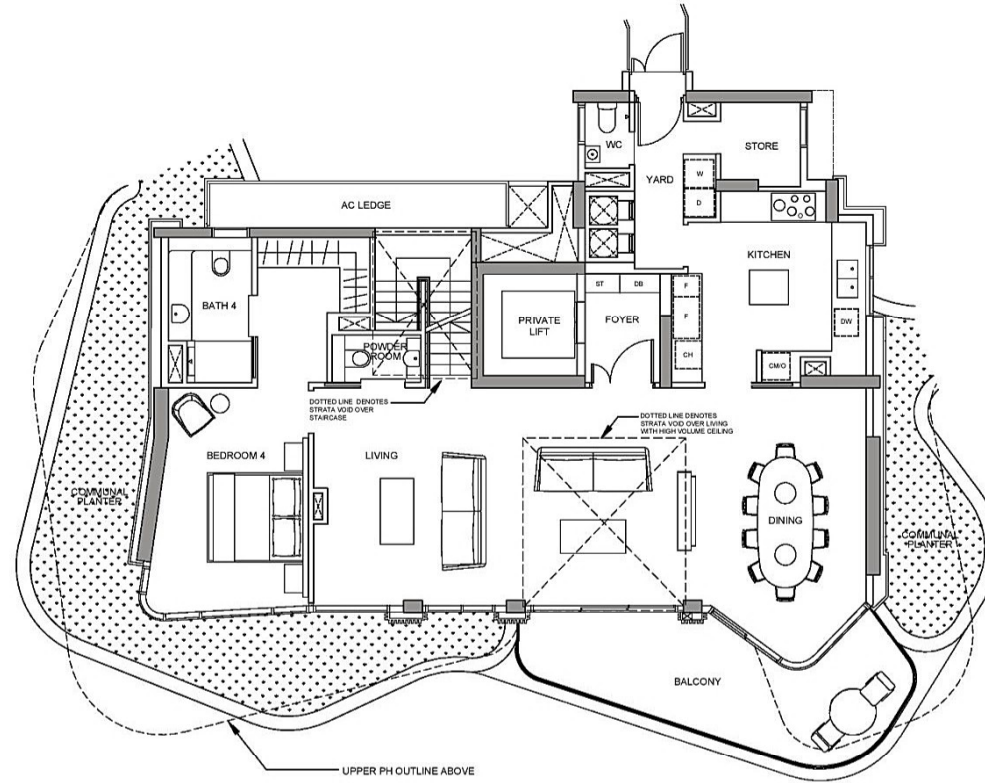 WC
STORE
YARD
W
D
AC LEDGE
KITCHEN
BATH 4
ST
DB
F
F
FOYER
PRIVATE
LIFT
DW
POWDER
ROOM
CH
CM/O
DOTTED LINE DENOTES
STRATA VOID OVER
STAIRCASE
DOTTED LINE DENOTES
STRATA VOID OVER LIVING
WITH HIGH VOLUME CEILING
BEDROOM 4
LIVING
COMMUNAL
PLANTER
DINING
COMMUNAL
PLANTER
BALCONY
UPPER PH OUTLINE ABOVE